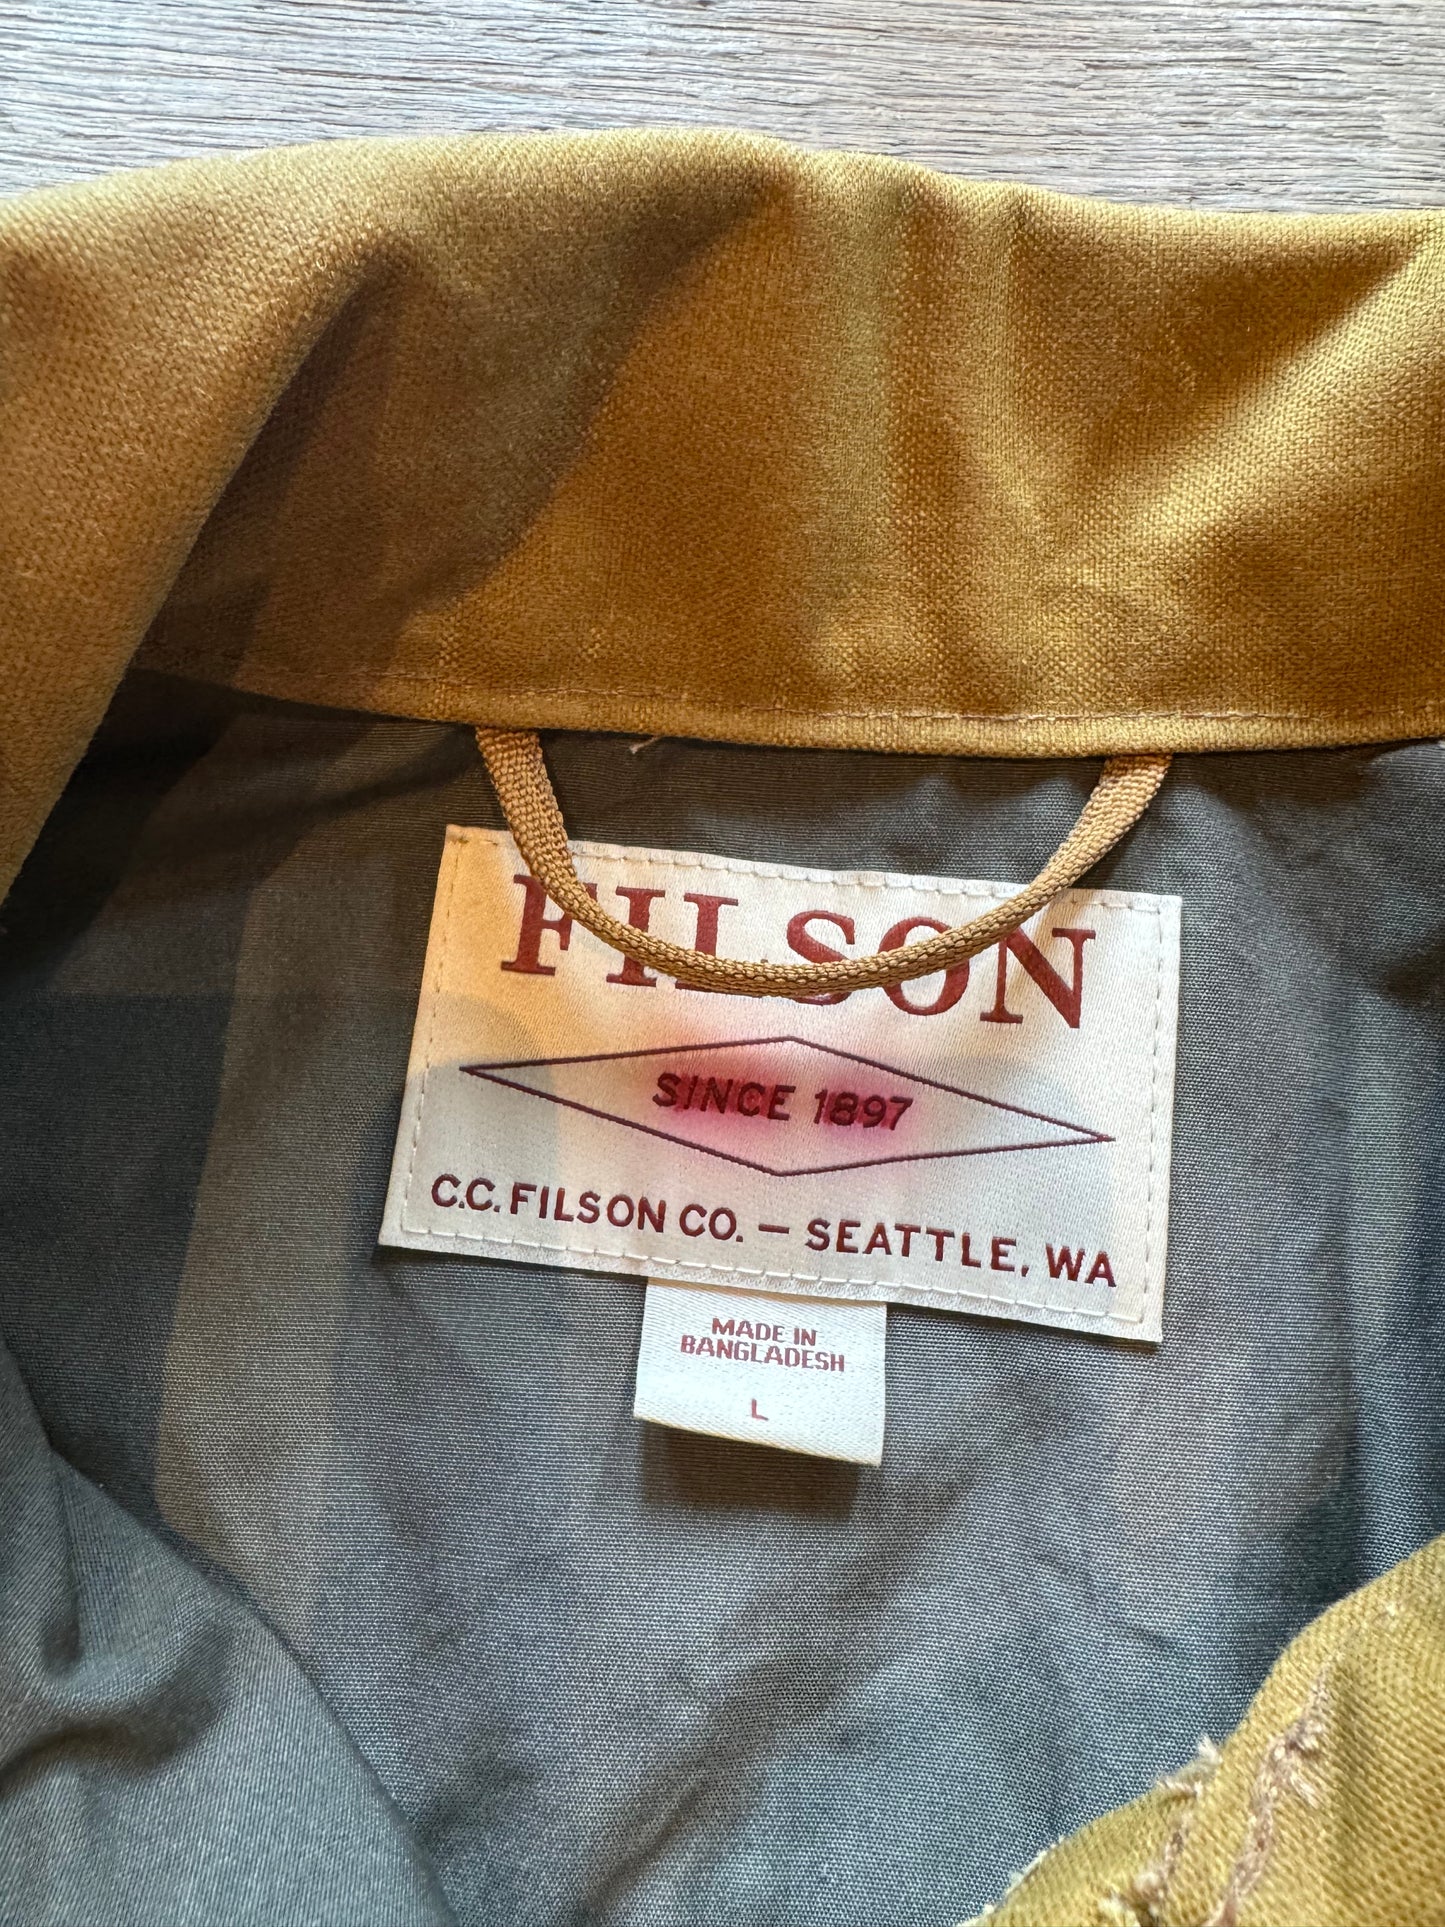 FILSON
SINCE 1897
C.C. FILSON CO. — SEATTLE, WA
MADE IN
BANGLADESH
L